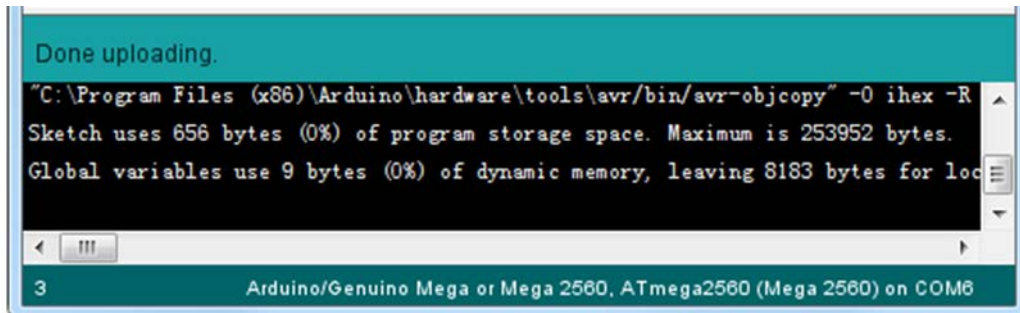 Done uploading.
"C:\Program Files (x86)\Arduino\hardware\tools\avr/bin/avr-objcopy" -O ihex -R
Sketch uses 656 bytes (0%) of program storage space. Maximum is 253952 bytes.
Global variables use 9 bytes (0%) of dynamic memory, leaving 8183 bytes for loc
3 Arduino/Genuino Mega or Mega 2560, ATmega2560 (Mega 2560) on COM6